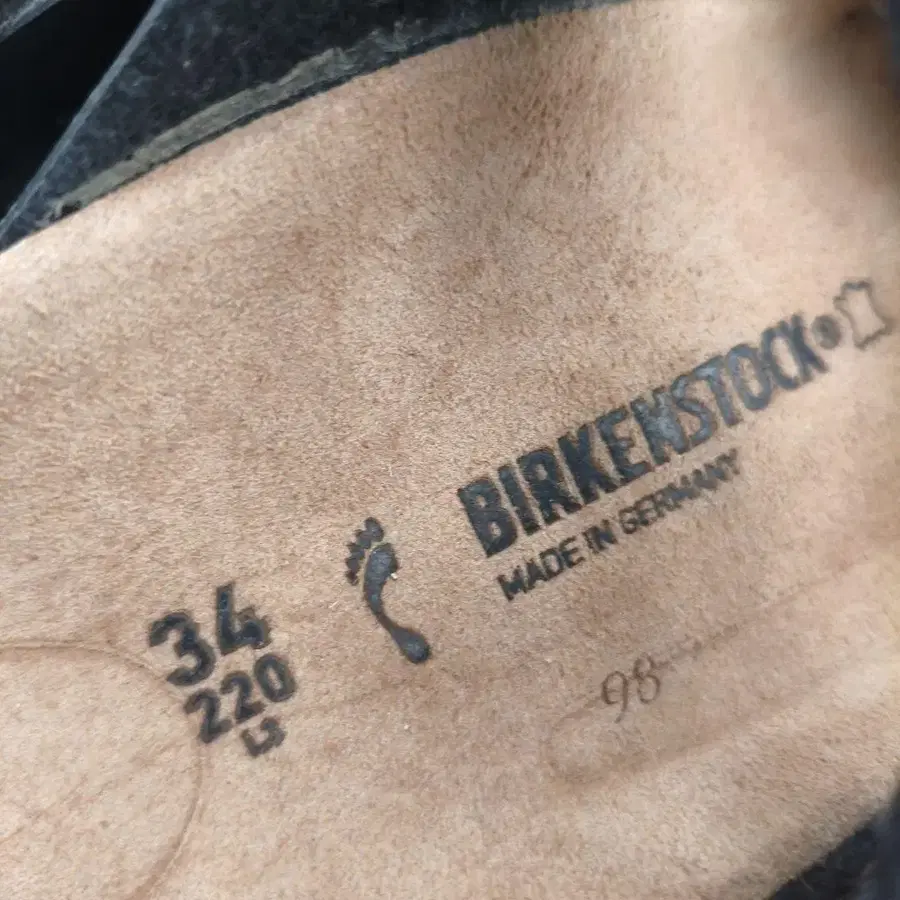 BIRKENSTOCK®
MADE IN GERMANY
34
220
L3
98